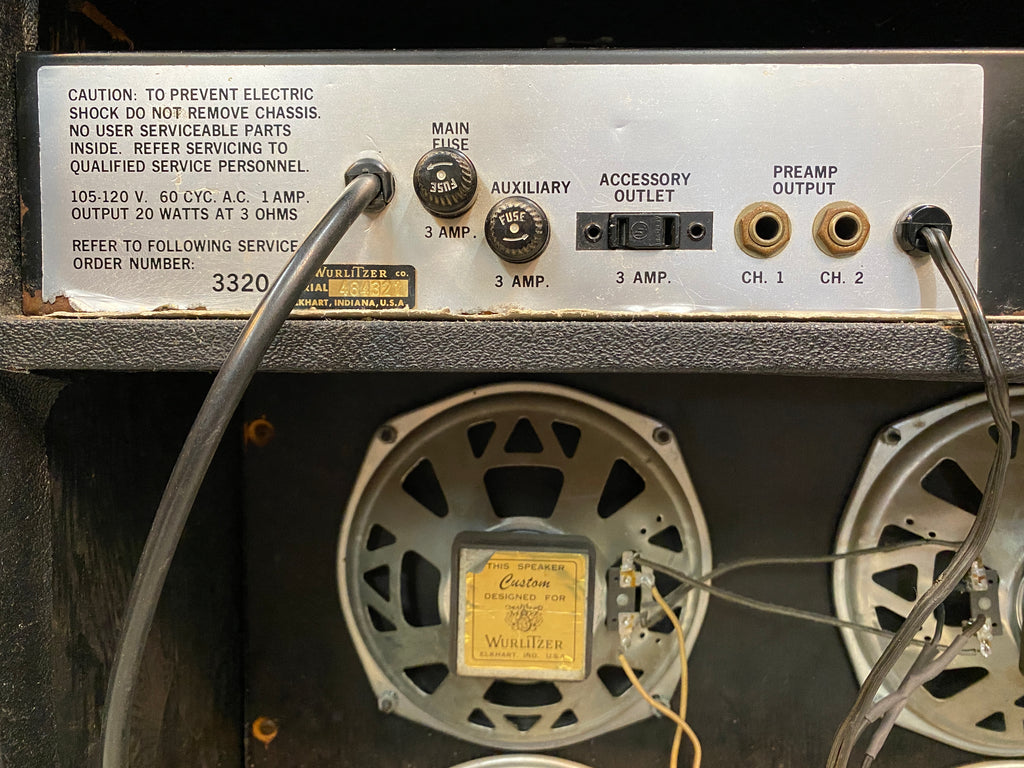 CAUTION: TO PREVENT ELECTRIC
SHOCK DO NOT REMOVE CHASSIS.
NO USER SERVICEABLE PARTS
INSIDE. REFER SERVICING TO
QUALIFIED SERVICE PERSONNEL.
105-120 V. 60 CYC. A.C. 1 AMP.
OUTPUT 20 WATTS AT 3 OHMS
REFER TO FOLLOWING SERVICE
ORDER NUMBER:
3320
WURLITZER CO.
ELKHART, INDIANA, U.S.A.
MAIN
FUSE
FUSE
3 AMP.
AUXILIARY
FUSE
3 AMP.
ACCESSORY
OUTLET
3 AMP.
PREAMP
OUTPUT
CH. 1
CH. 2
THIS SPEAKER
Custom
DESIGNED FOR
WURLITZER
ELKHART, IND. U.S.A.